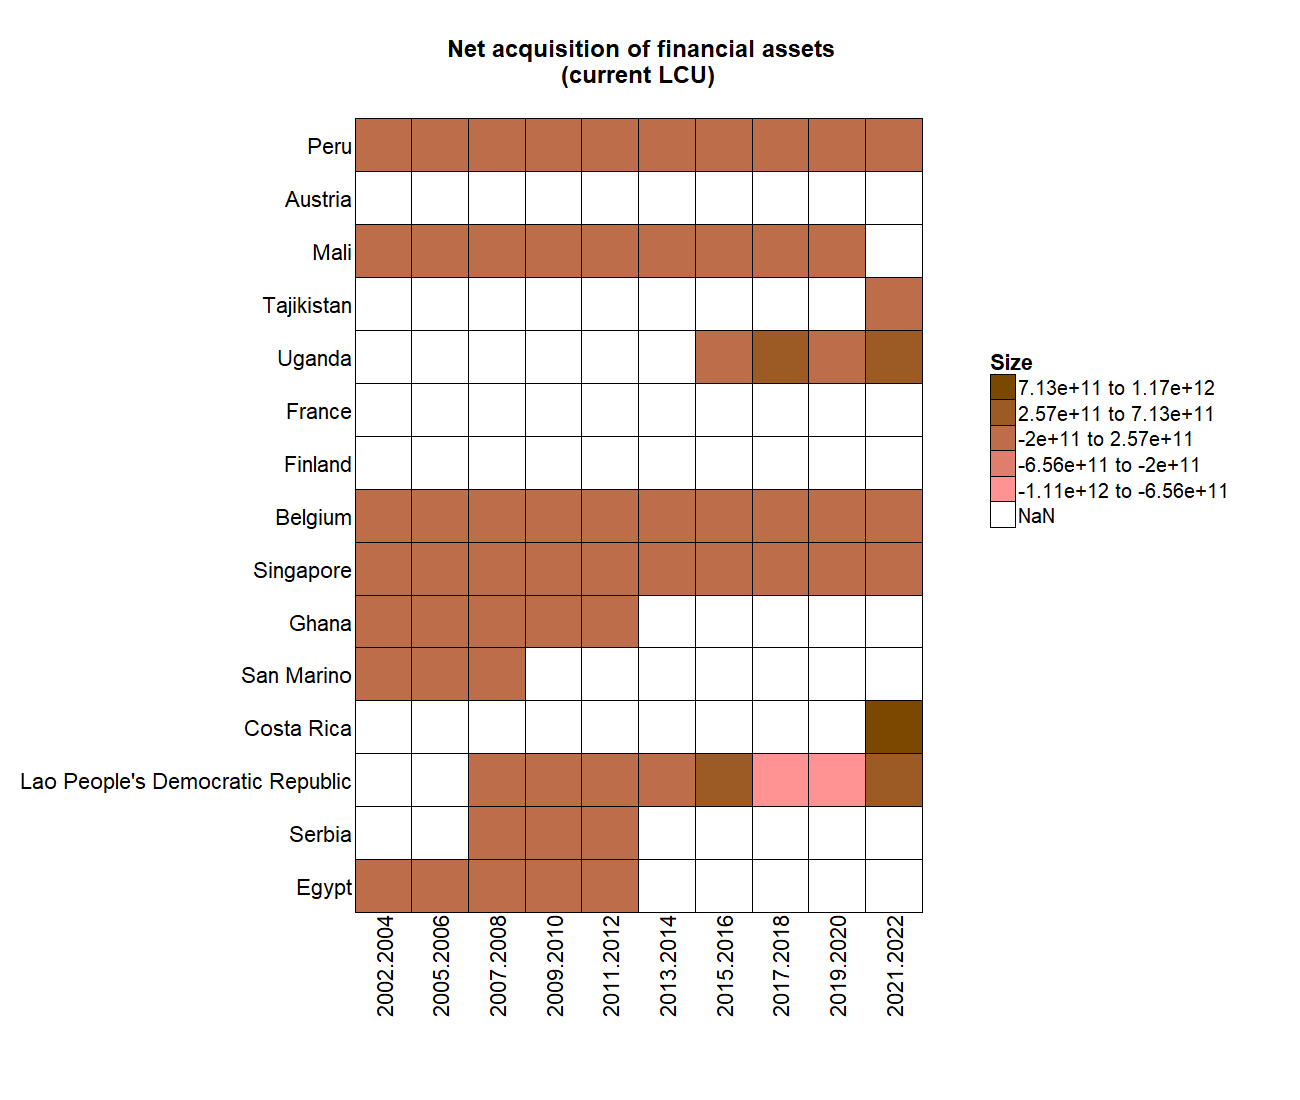 Net acquisition of financial assets
(current LCU)
Peru
Austria
Mali
Tajikistan
Uganda
France
Finland
Belgium
Singapore
Ghana
San Marino
Costa Rica
Lao People's Democratic Republic
Serbia
Egypt
2002.2004
2005.2006
2007.2008
2009.2010
2011.2012
2013.2014
2015.2016
2017.2018
2019.2020
2021.2022
Size
7.13e+11 to 1.17e+12
2.57e+11 to 7.13e+11
-2e+11 to 2.57e+11
-6.56e+11 to -2e+11
-1.11e+12 to -6.56e+11
NaN